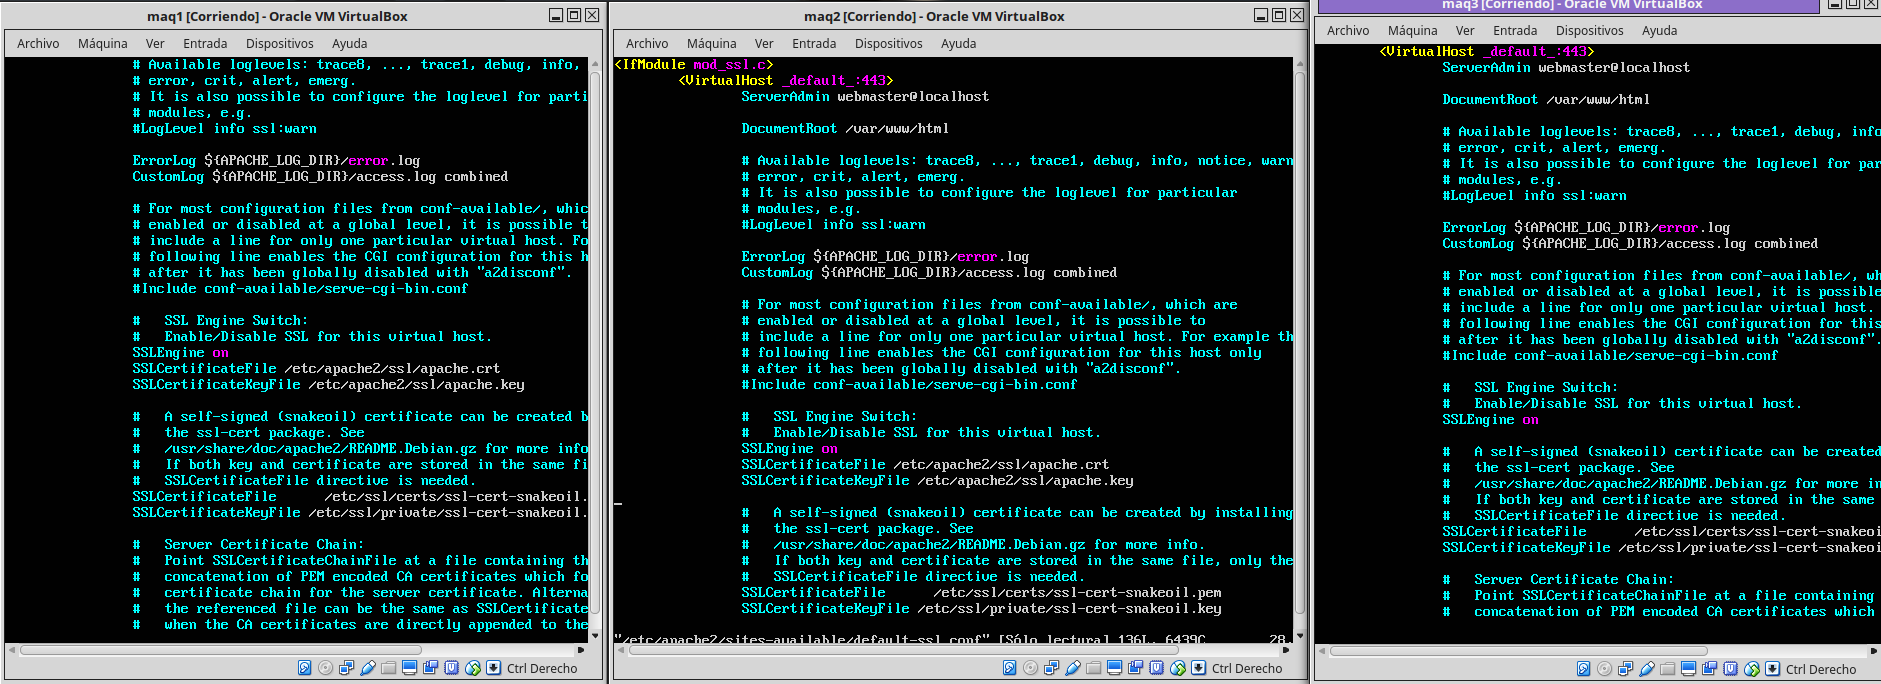 maq1 [Corriendo] - Oracle VM VirtualBox
Archivo Máquina Ver Entrada Dispositivos Ayuda
# Available loglevels: trace8, ..., trace1, debug, info,
# error, crit, alert, emerg.
# It is also possible to configure the loglevel for parti
# modules, e.g.
#LogLevel info ssl:warn
ErrorLog ${APACHE_LOG_DIR}/error.log
CustomLog ${APACHE_LOG_DIR}/access.log combined
# For most configuration files from conf-available/, whic
# enabled or disabled at a global level, it is possible t
# include a line for only one particular virtual host. Fo
# following line enables the CGI configuration for this h
# after it has been globally disabled with "a2disconf".
#Include conf-available/serve-cgi-bin.conf
#   SSL Engine Switch:
#   Enable/Disable SSL for this virtual host.
SSLEngine on
SSLCertificateFile /etc/apache2/ssl/apache.crt
SSLCertificateKeyFile /etc/apache2/ssl/apache.key
#   A self-signed (snakeoil) certificate can be created b
#   the ssl-cert package. See
#   /usr/share/doc/apache2/README.Debian.gz for more info
#   If both key and certificate are stored in the same fi
#   SSLCertificateFile directive is needed.
SSLCertificateFile      /etc/ssl/certs/ssl-cert-snakeoil.
SSLCertificateKeyFile /etc/ssl/private/ssl-cert-snakeoil.
#   Server Certificate Chain:
#   Point SSLCertificateChainFile at a file containing th
#   concatenation of PEM encoded CA certificates which fo
#   certificate chain for the server certificate. Alterna
#   the referenced file can be the same as SSLCertificate
#   when the CA certificates are directly appended to the
Ctrl Derecho
maq2 [Corriendo] - Oracle VM VirtualBox
Archivo Máquina Ver Entrada Dispositivos Ayuda
<IfModule mod_ssl.c>
<VirtualHost _default_:443>
ServerAdmin webmaster@localhost
DocumentRoot /var/www/html
# Available loglevels: trace8, ..., trace1, debug, info, notice, warn
# error, crit, alert, emerg.
# It is also possible to configure the loglevel for particular
# modules, e.g.
#LogLevel info ssl:warn
ErrorLog ${APACHE_LOG_DIR}/error.log
CustomLog ${APACHE_LOG_DIR}/access.log combined
# For most configuration files from conf-available/, which are
# enabled or disabled at a global level, it is possible to
# include a line for only one particular virtual host. For example th
# following line enables the CGI configuration for this host only
# after it has been globally disabled with "a2disconf".
#Include conf-available/serve-cgi-bin.conf
#   SSL Engine Switch:
#   Enable/Disable SSL for this virtual host.
SSLEngine on
SSLCertificateFile /etc/apache2/ssl/apache.crt
SSLCertificateKeyFile /etc/apache2/ssl/apache.key
#   A self-signed (snakeoil) certificate can be created by installing
#   the ssl-cert package. See
#   /usr/share/doc/apache2/README.Debian.gz for more info.
#   If both key and certificate are stored in the same file, only the
#   SSLCertificateFile directive is needed.
SSLCertificateFile      /etc/ssl/certs/ssl-cert-snakeoil.pem
SSLCertificateKeyFile /etc/ssl/private/ssl-cert-snakeoil.key
"/etc/apache2/sites-available/default-ssl.conf" [Sólo lectura] 136L, 6439C 28,
Ctrl Derecho
maq3 [Corriendo] - Oracle VM VirtualBox
Archivo Máquina Ver Entrada Dispositivos Ayuda
<VirtualHost _default_:443>
ServerAdmin webmaster@localhost
DocumentRoot /var/www/html
# Available loglevels: trace8, ..., trace1, debug, info
# error, crit, alert, emerg.
# It is also possible to configure the loglevel for par
# modules, e.g.
#LogLevel info ssl:warn
ErrorLog ${APACHE_LOG_DIR}/error.log
CustomLog ${APACHE_LOG_DIR}/access.log combined
# For most configuration files from conf-available/, wh
# enabled or disabled at a global level, it is possible
# include a line for only one particular virtual host.
# following line enables the CGI configuration for this
# after it has been globally disabled with "a2disconf".
#Include conf-available/serve-cgi-bin.conf
#   SSL Engine Switch:
#   Enable/Disable SSL for this virtual host.
SSLEngine on
#   A self-signed (snakeoil) certificate can be created
#   the ssl-cert package. See
#   /usr/share/doc/apache2/README.Debian.gz for more in
#   If both key and certificate are stored in the same
#   SSLCertificateFile directive is needed.
SSLCertificateFile      /etc/ssl/certs/ssl-cert-snakeoi
SSLCertificateKeyFile /etc/ssl/private/ssl-cert-snakeoi
#   Server Certificate Chain:
#   Point SSLCertificateChainFile at a file containing
#   concatenation of PEM encoded CA certificates which
Ctrl Derecho